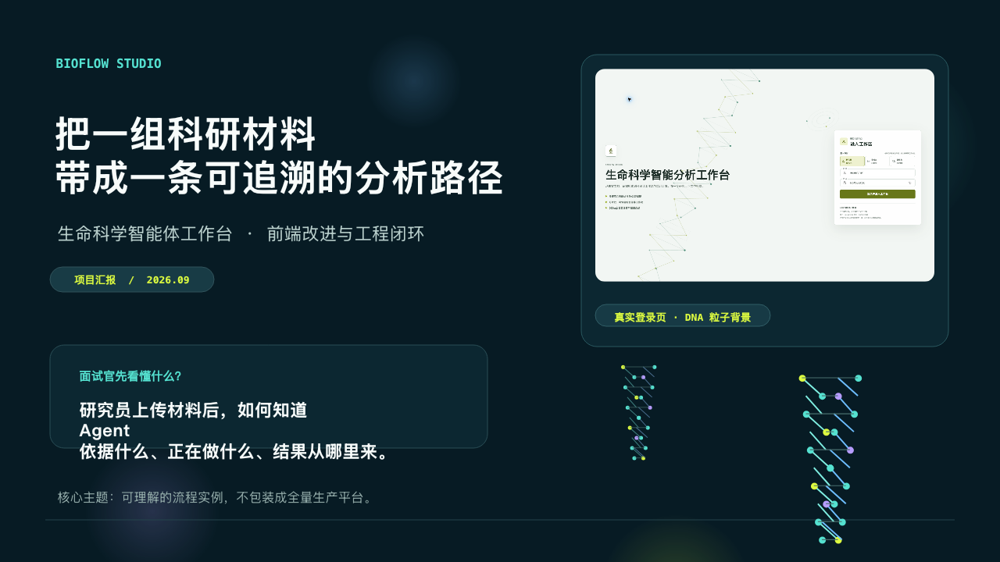 BIOFLOW STUDIO
把一组科研材料
带成一条可追溯的分析路径
生命科学智能体工作台 · 前端改进与工程闭环
项目汇报 / 2026.09
面试官先看懂什么?
研究员上传材料后，如何知道
Agent
依据什么、正在做什么、结果从哪里来。
核心主题：可理解的流程实例，不包装成全量生产平台。
生命科学智能分析工作台
进入工作区
真实登录页 · DNA 粒子背景